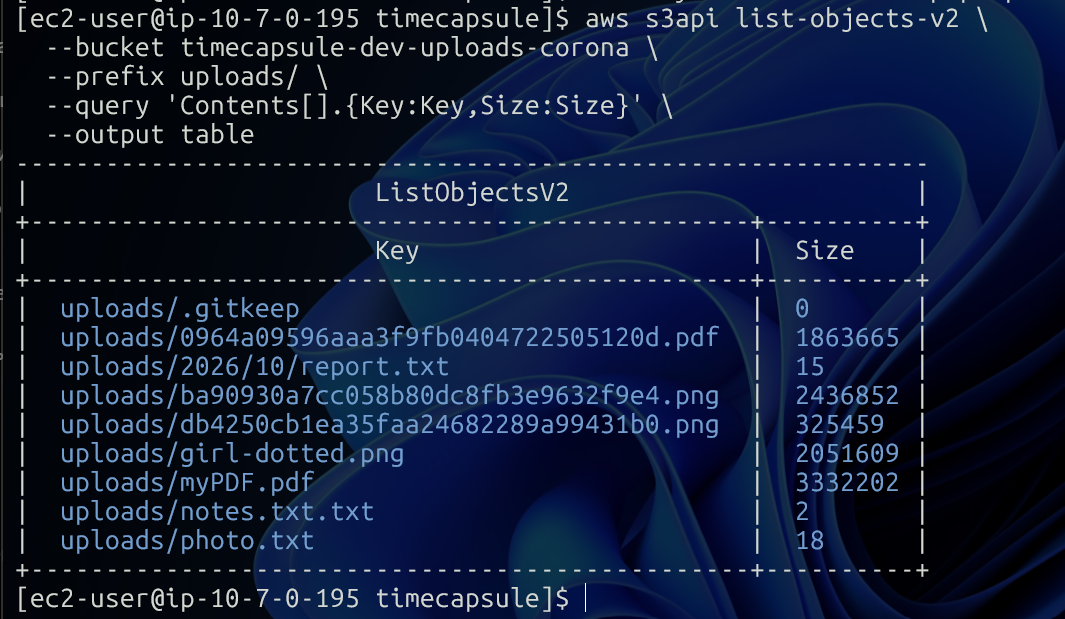 [ec2-user@ip-10-7-0-195 timecapsule]$ aws s3api list-objects-v2 \
  --bucket timecapsule-dev-uploads-corona \
  --prefix uploads/ \
  --query 'Contents[].{Key:Key,Size:Size}' \
  --output table
-------------------------------------------------------------
|                       ListObjectsV2                       |
+-------------------------------------------------+---------+
|                       Key                       |  Size   |
+-------------------------------------------------+---------+
|  uploads/.gitkeep                               |  0      |
|  uploads/0964a09596aaa3f9fb0404722505120d.pdf   |  1863665 |
|  uploads/2026/10/report.txt                     |  15     |
|  uploads/ba90930a7cc058b80dc8fb3e9632f9e4.png   |  2436852 |
|  uploads/db4250cb1ea35faa24682289a99431b0.png   |  325459 |
|  uploads/girl-dotted.png                        |  2051609 |
|  uploads/myPDF.pdf                              |  3332202 |
|  uploads/notes.txt.txt                          |  2      |
|  uploads/photo.txt                              |  18     |
+-------------------------------------------------+---------+
[ec2-user@ip-10-7-0-195 timecapsule]$